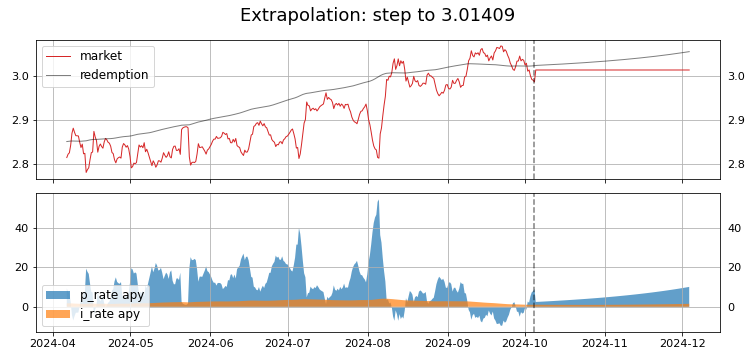 Extrapolation: step to 3.01409
market
redemption
3.0 3.0
2.9 2.9
2.8 2.8
40 40
20 20
0 0
p_rate apy
i_rate apy
2024-04 2024-05 2024-06 2024-07 2024-08 2024-09 2024-10 2024-11 2024-12